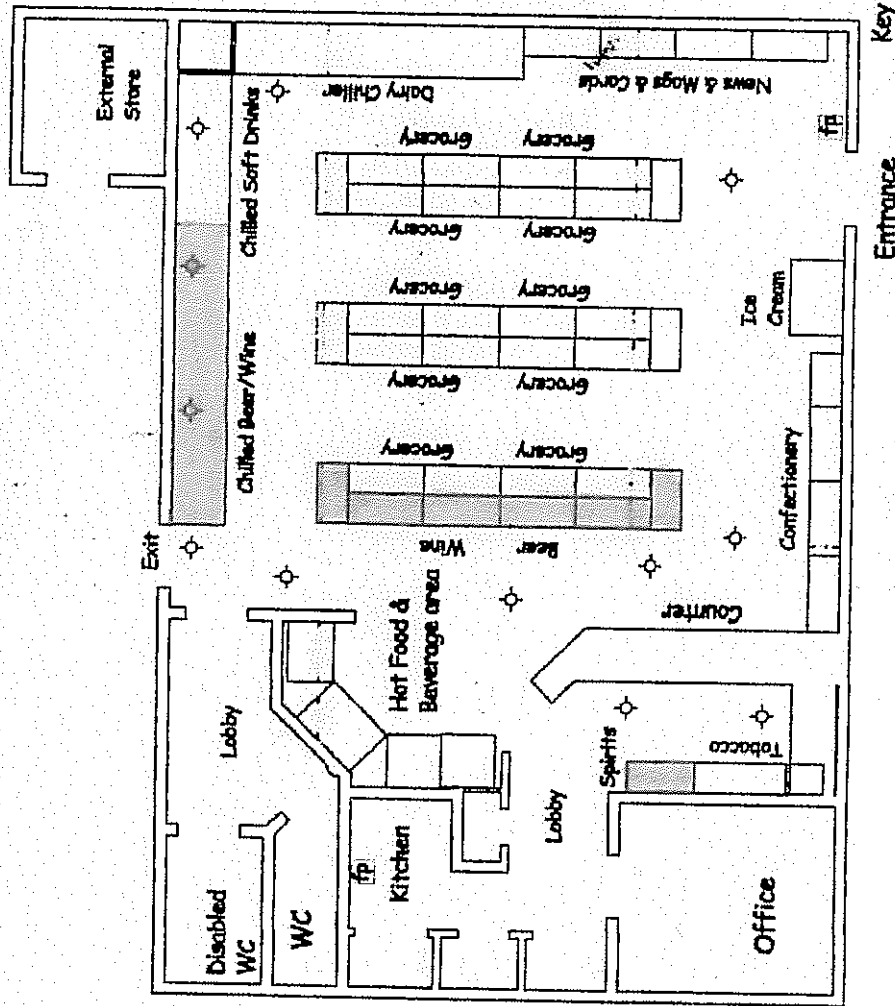 External
Store
Chilled Soft Drinks
Chilled Beer/Wine
Dairy Chiller
News & Mags & Cards
fp
Grocery
Grocery
Grocery
Grocery
Grocery
Grocery
Grocery
Grocery
Grocery
Grocery
Wine
Beer
Exit
Entrance
Key
Ice
Cream
Confectionery
Counter
Hot Food &
Beverage area
Lobby
Disabled
WC
WC
fp
Kitchen
Lobby
Spirits
Tobacco
Office